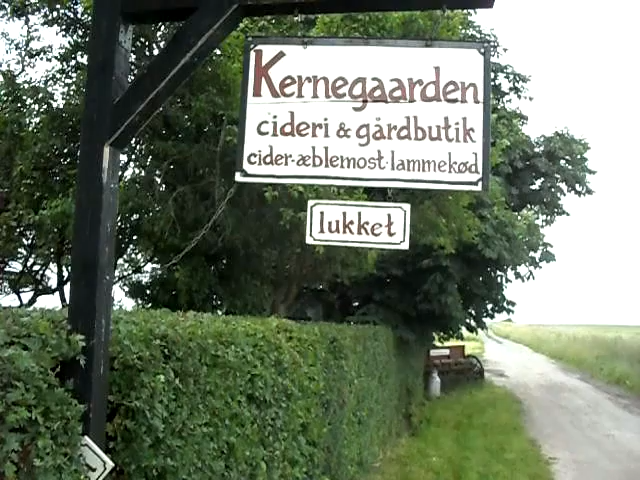 Kernegaarden
cideri & gårdbutik
cider·æblemost·lammekød
lukket